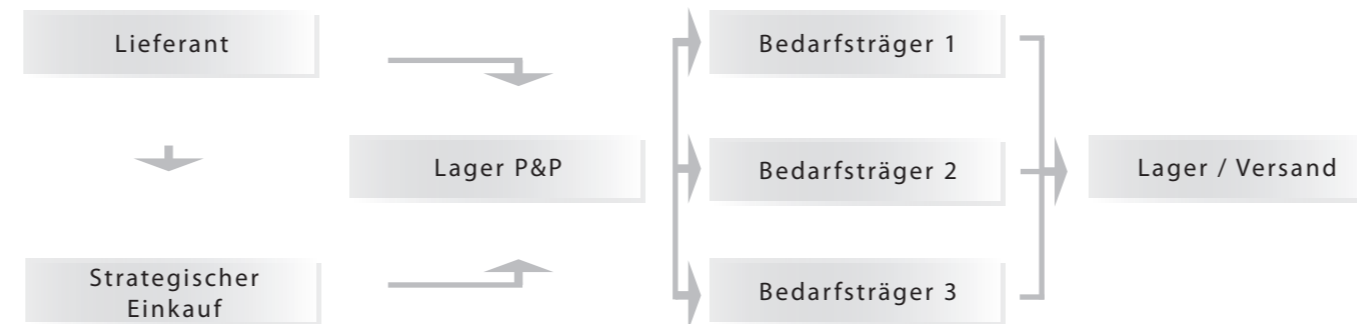 Lieferant
Strategischer
Einkauf
Lager P&P
Bedarfsträger 1
Bedarfsträger 2
Bedarfsträger 3
Lager / Versand